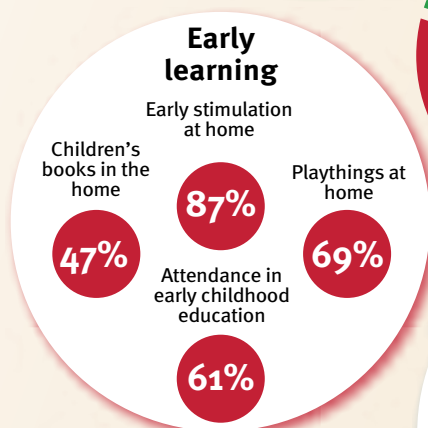 Early
learning
Early stimulation
at home
87%
Children's
books in the
home
47%
Playthings at
home
69%
Attendance in
early childhood
education
61%